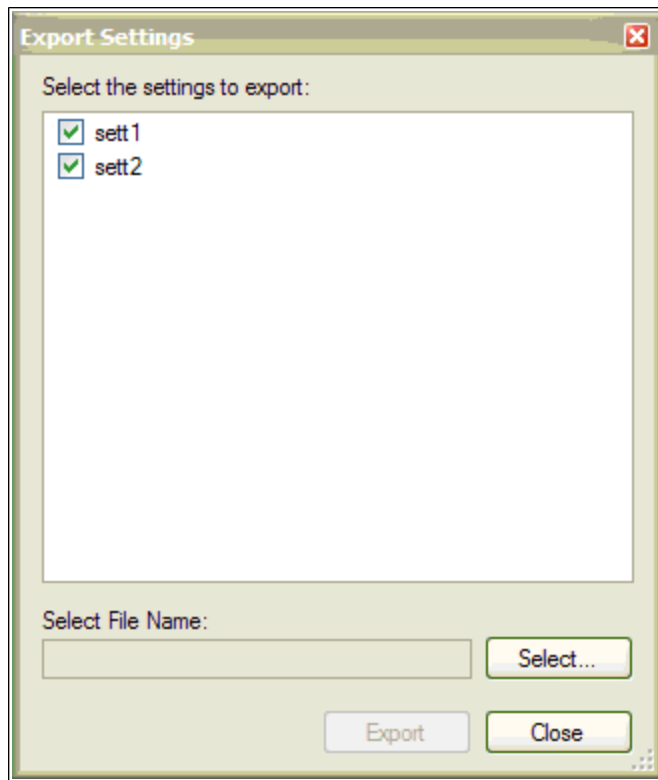 Export Settings
Select the settings to export:
sett1
sett2
Select File Name:
Select...
Export
Close